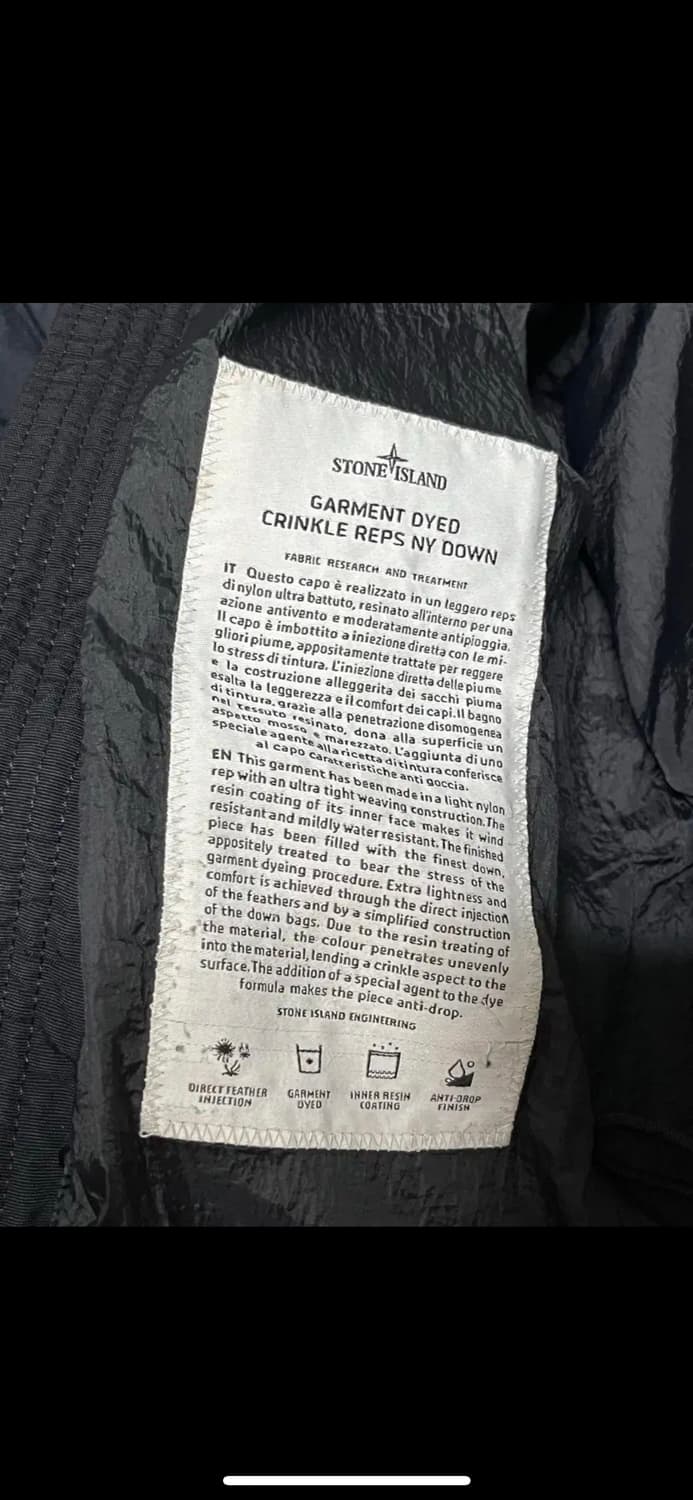 STONE ISLAND
GARMENT DYED
CRINKLE REPS NY DOWN
FABRIC RESEARCH AND TREATMENT
IT Questo capo è realizzato in un leggero reps
di nylon ultra battuto, resinato all'interno per una
azione antivento e moderatamente antipioggia.
Il capo è imbottito a iniezione diretta con le mi-
gliori piume, appositamente trattate per reggere
lo stress di tintura. L'iniezione diretta delle piume
e la costruzione alleggerita dei sacchi piuma
esalta la leggerezza e il comfort dei capi. Il bagno
di tintura, grazie alla penetrazione disomogenea
nel tessuto resinato, dona alla superficie un
aspetto mosso e marezzato. L'aggiunta di uno
speciale agente alla ricetta di tintura conferisce
al capo caratteristiche anti goccia.
EN This garment has been made in a light nylon
rep with an ultra tight weaving construction. The
resin coating of its inner face makes it wind
resistant and mildly water resistant. The finished
piece has been filled with the finest down,
appositely treated to bear the stress of the
garment dyeing procedure. Extra lightness and
comfort is achieved through the direct injection
of the feathers and by a simplified construction
of the down bags. Due to the resin treating of
the material, the colour penetrates unevenly
into the material, lending a crinkle aspect to the
surface. The addition of a special agent to the dye
formula makes the piece anti-drop.
STONE ISLAND ENGINEERING
DIRECT FEATHER
INJECTION
GARMENT
DYED
INNER RESIN
COATING
ANTI-DROP
FINISH